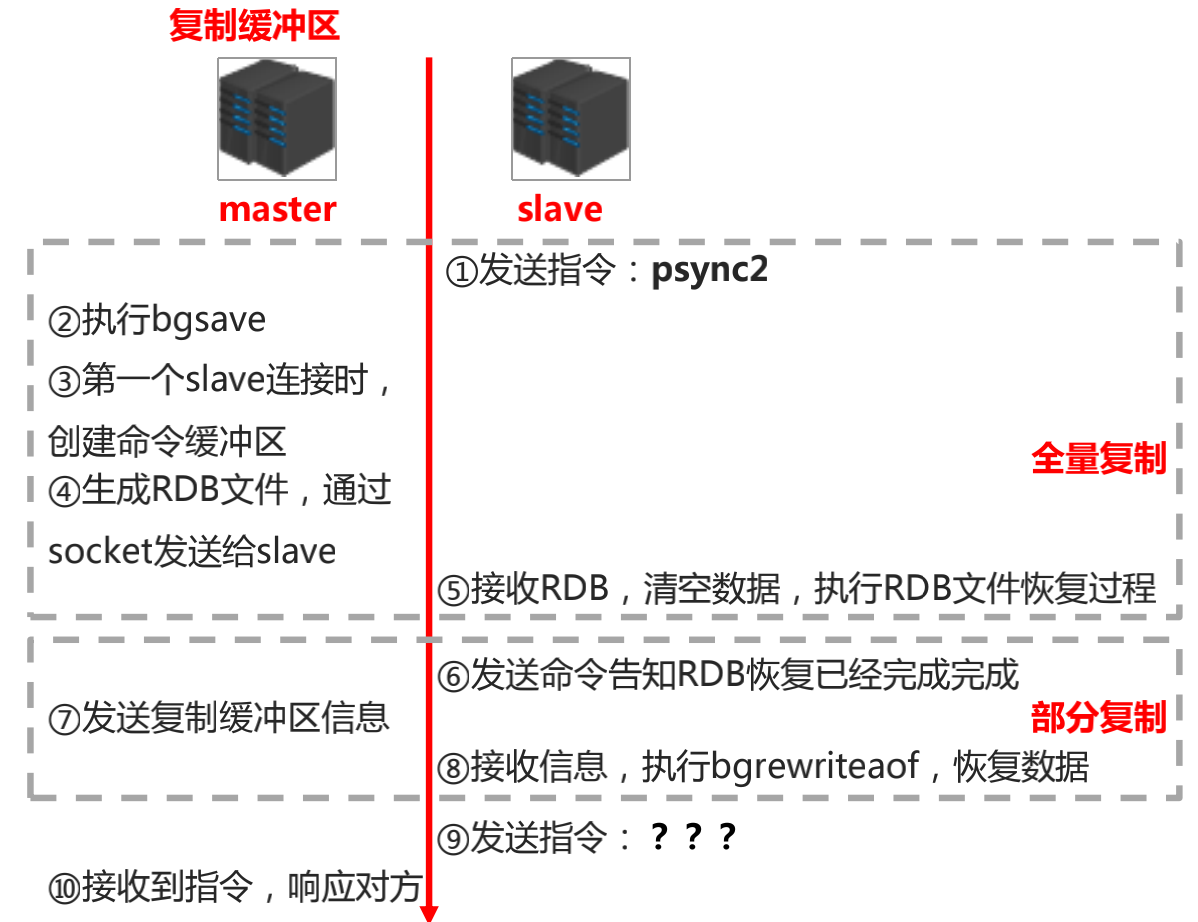 复制缓冲区
master
slave
①发送指令：psync2
②执行bgsave
③第一个slave连接时，
创建命令缓冲区
全量复制
④生成RDB文件，通过
socket发送给slave
⑤接收RDB，清空数据，执行RDB文件恢复过程
⑥发送命令告知RDB恢复已经完成完成
⑦发送复制缓冲区信息
部分复制
⑧接收信息，执行bgrewriteaof，恢复数据
⑨发送指令：？？？
⑩接收到指令，响应对方